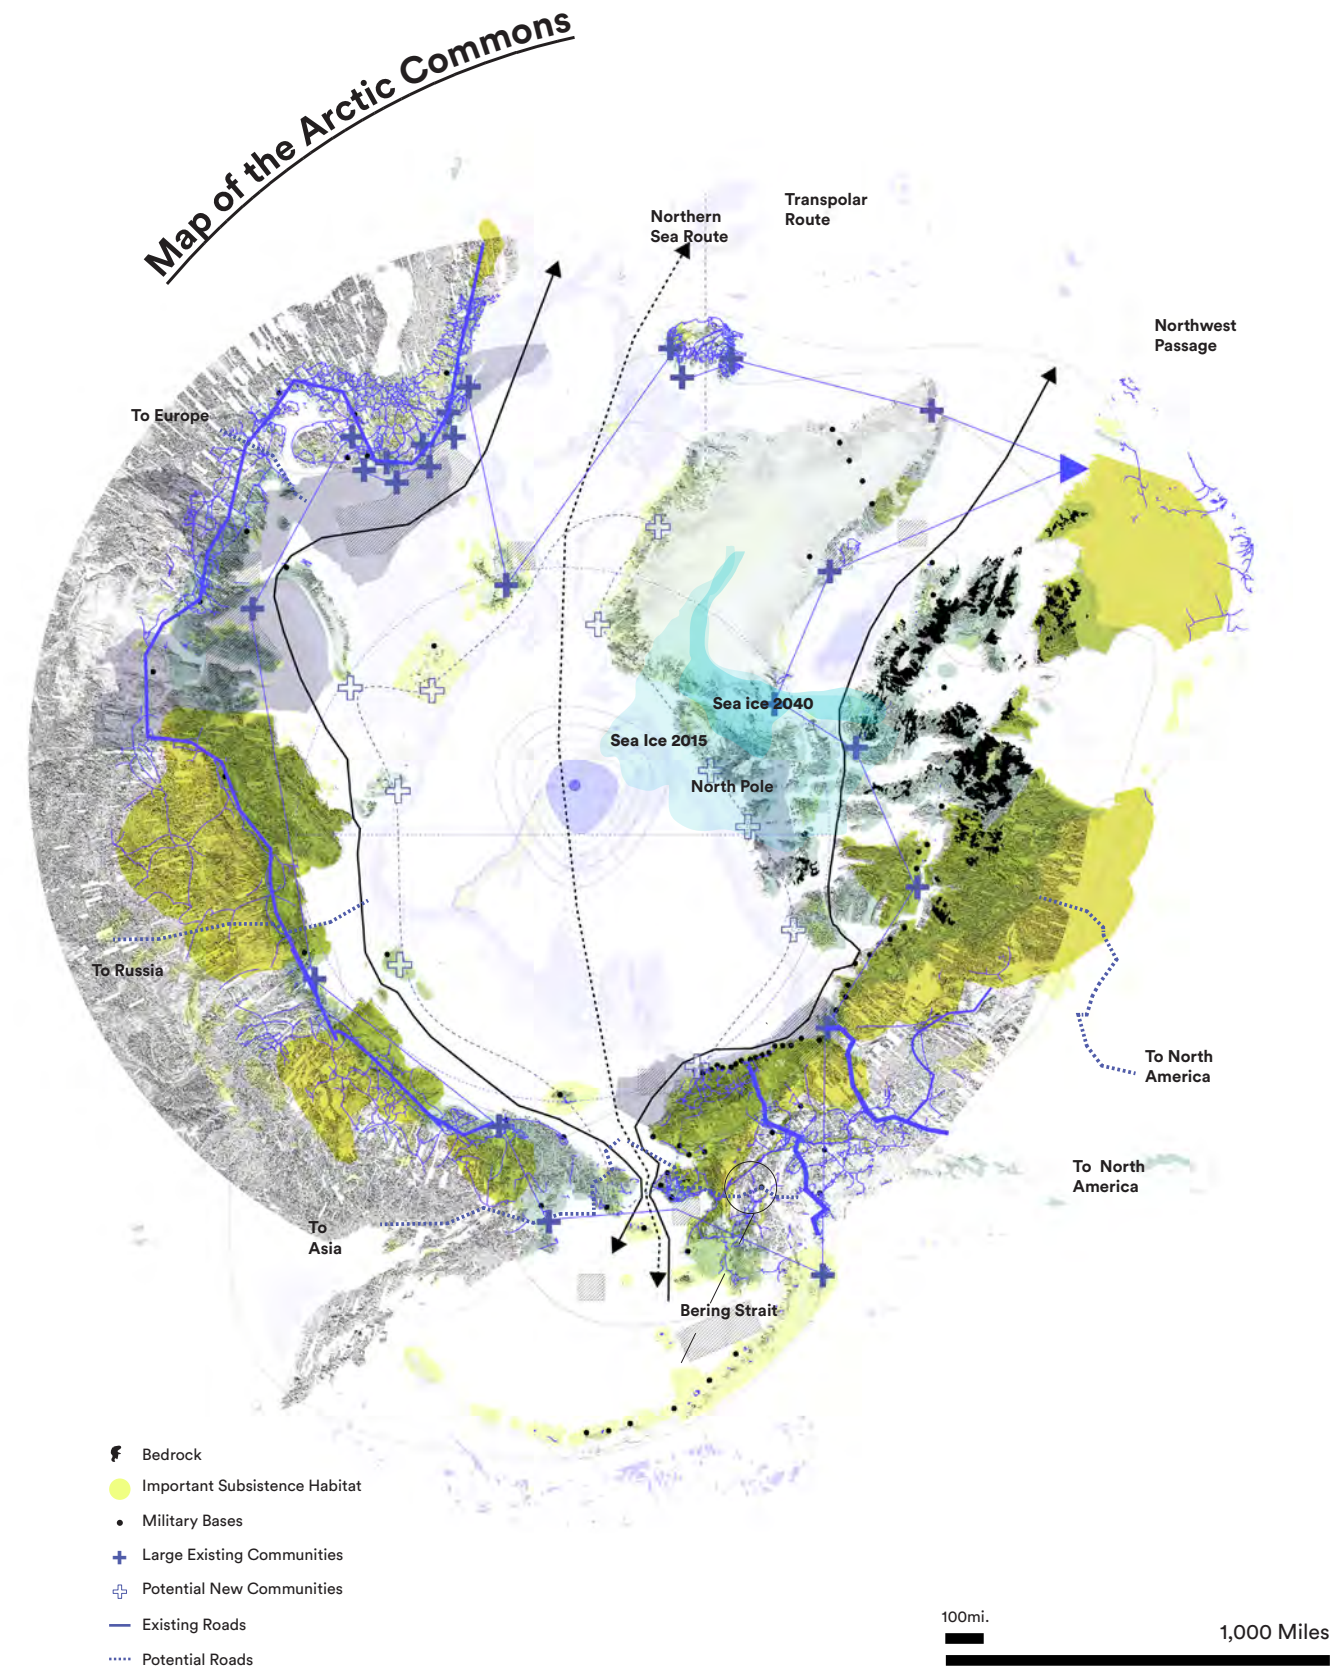 Map of the Arctic Commons
Transpolar
Route
Northern
Sea Route
Northwest
Passage
To Europe
Sea ice 2040
Sea Ice 2015
North Pole
To Russia
To North
America
To North
America
To
Asia
Bering Strait
Bedrock
Important Subsistence Habitat
Military Bases
Large Existing Communities
Potential New Communities
Existing Roads
Potential Roads
100mi.
1,000 Miles